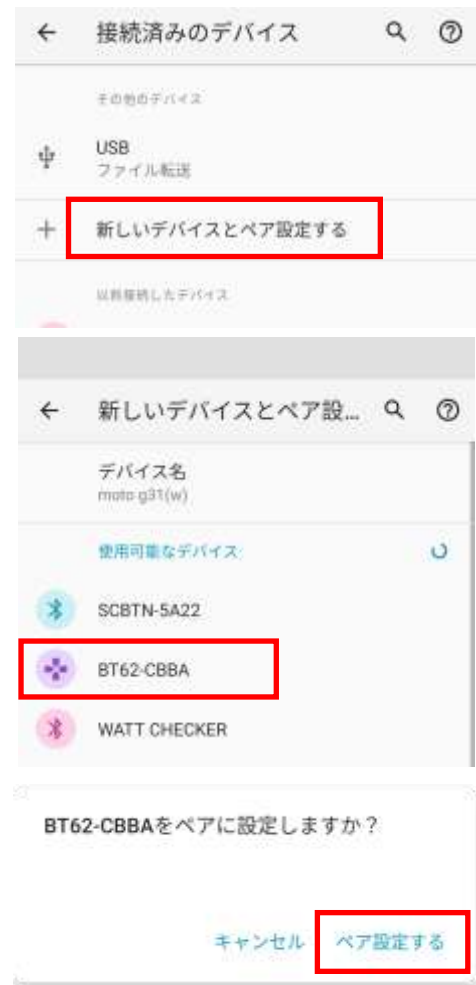 接続済みのデバイス
その他のデバイス
USB
ファイル転送
新しいデバイスとペア設定する
以前接続したデバイス
新しいデバイスとペア設...
デバイス名
moto g31(w)
使用可能なデバイス
SCBTN-5A22
BT62-CBBA
WATT CHECKER
BT62-CBBAをペアに設定しますか？
キャンセル ペア設定する